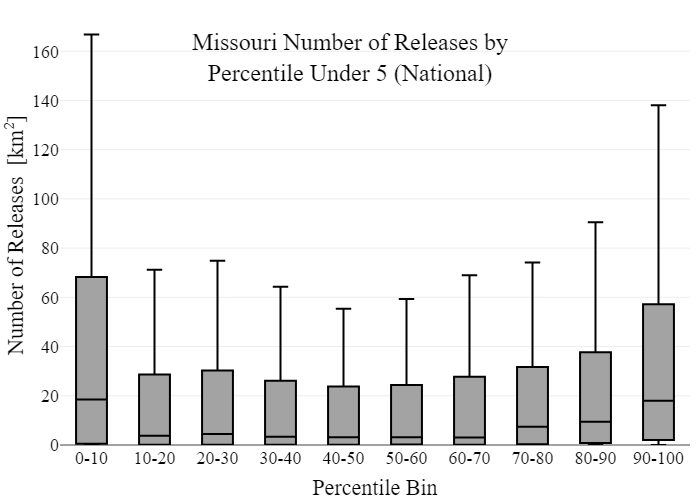 Missouri Number of Releases by
Percentile Under 5 (National)
Number of Releases [km²]
160
140
120
100
80
60
40
20
0
0-10 10-20 20-30 30-40 40-50 50-60 60-70 70-80 80-90 90-100
Percentile Bin